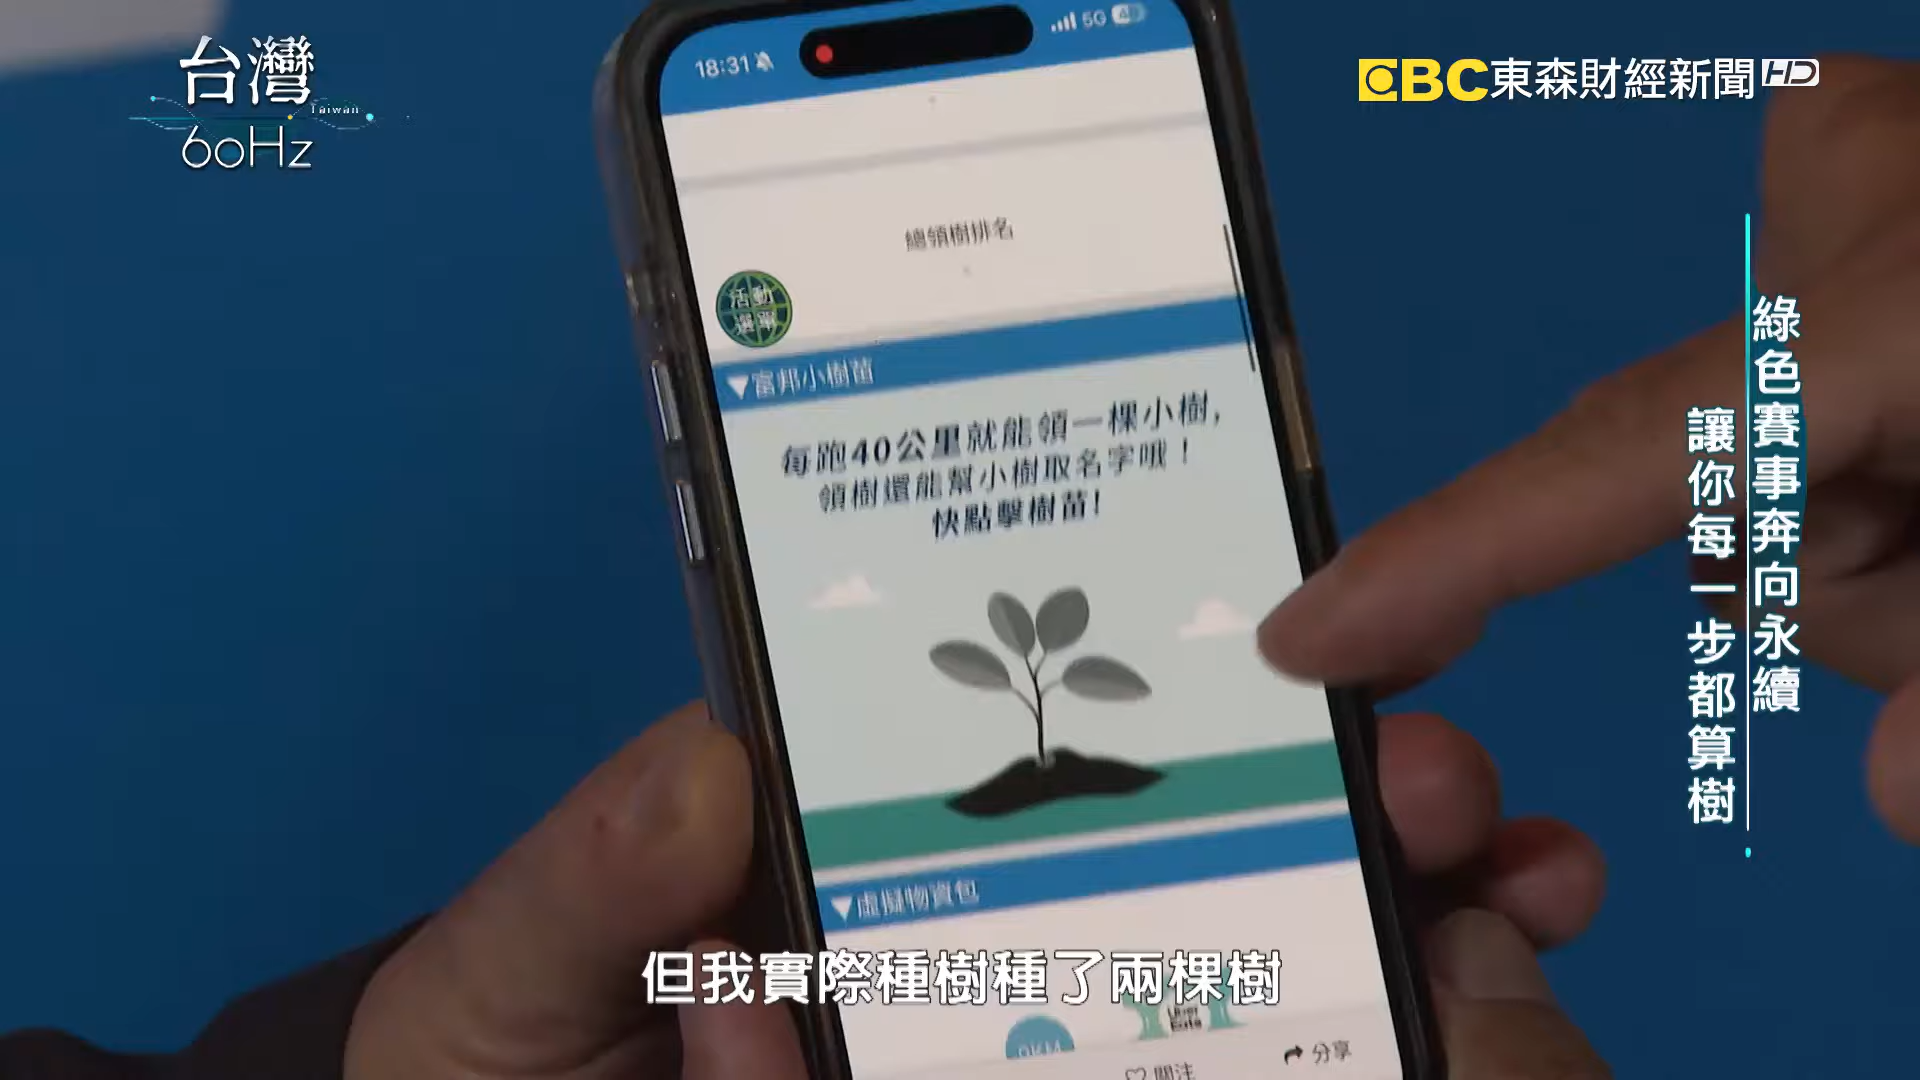 台灣
Taiwan
60Hz
EBC東森財經新聞HD
18:31
5G
總領樹排名
活動
選單
▼富邦小樹苗
每跑40公里就能領一棵小樹,
領樹還能幫小樹取名字哦！
快點擊樹苗!
▼虛擬物資包
Uber
Eats
關注
分享
綠色賽事奔向永續
讓你每一步都算樹
但我實際種樹種了兩棵樹